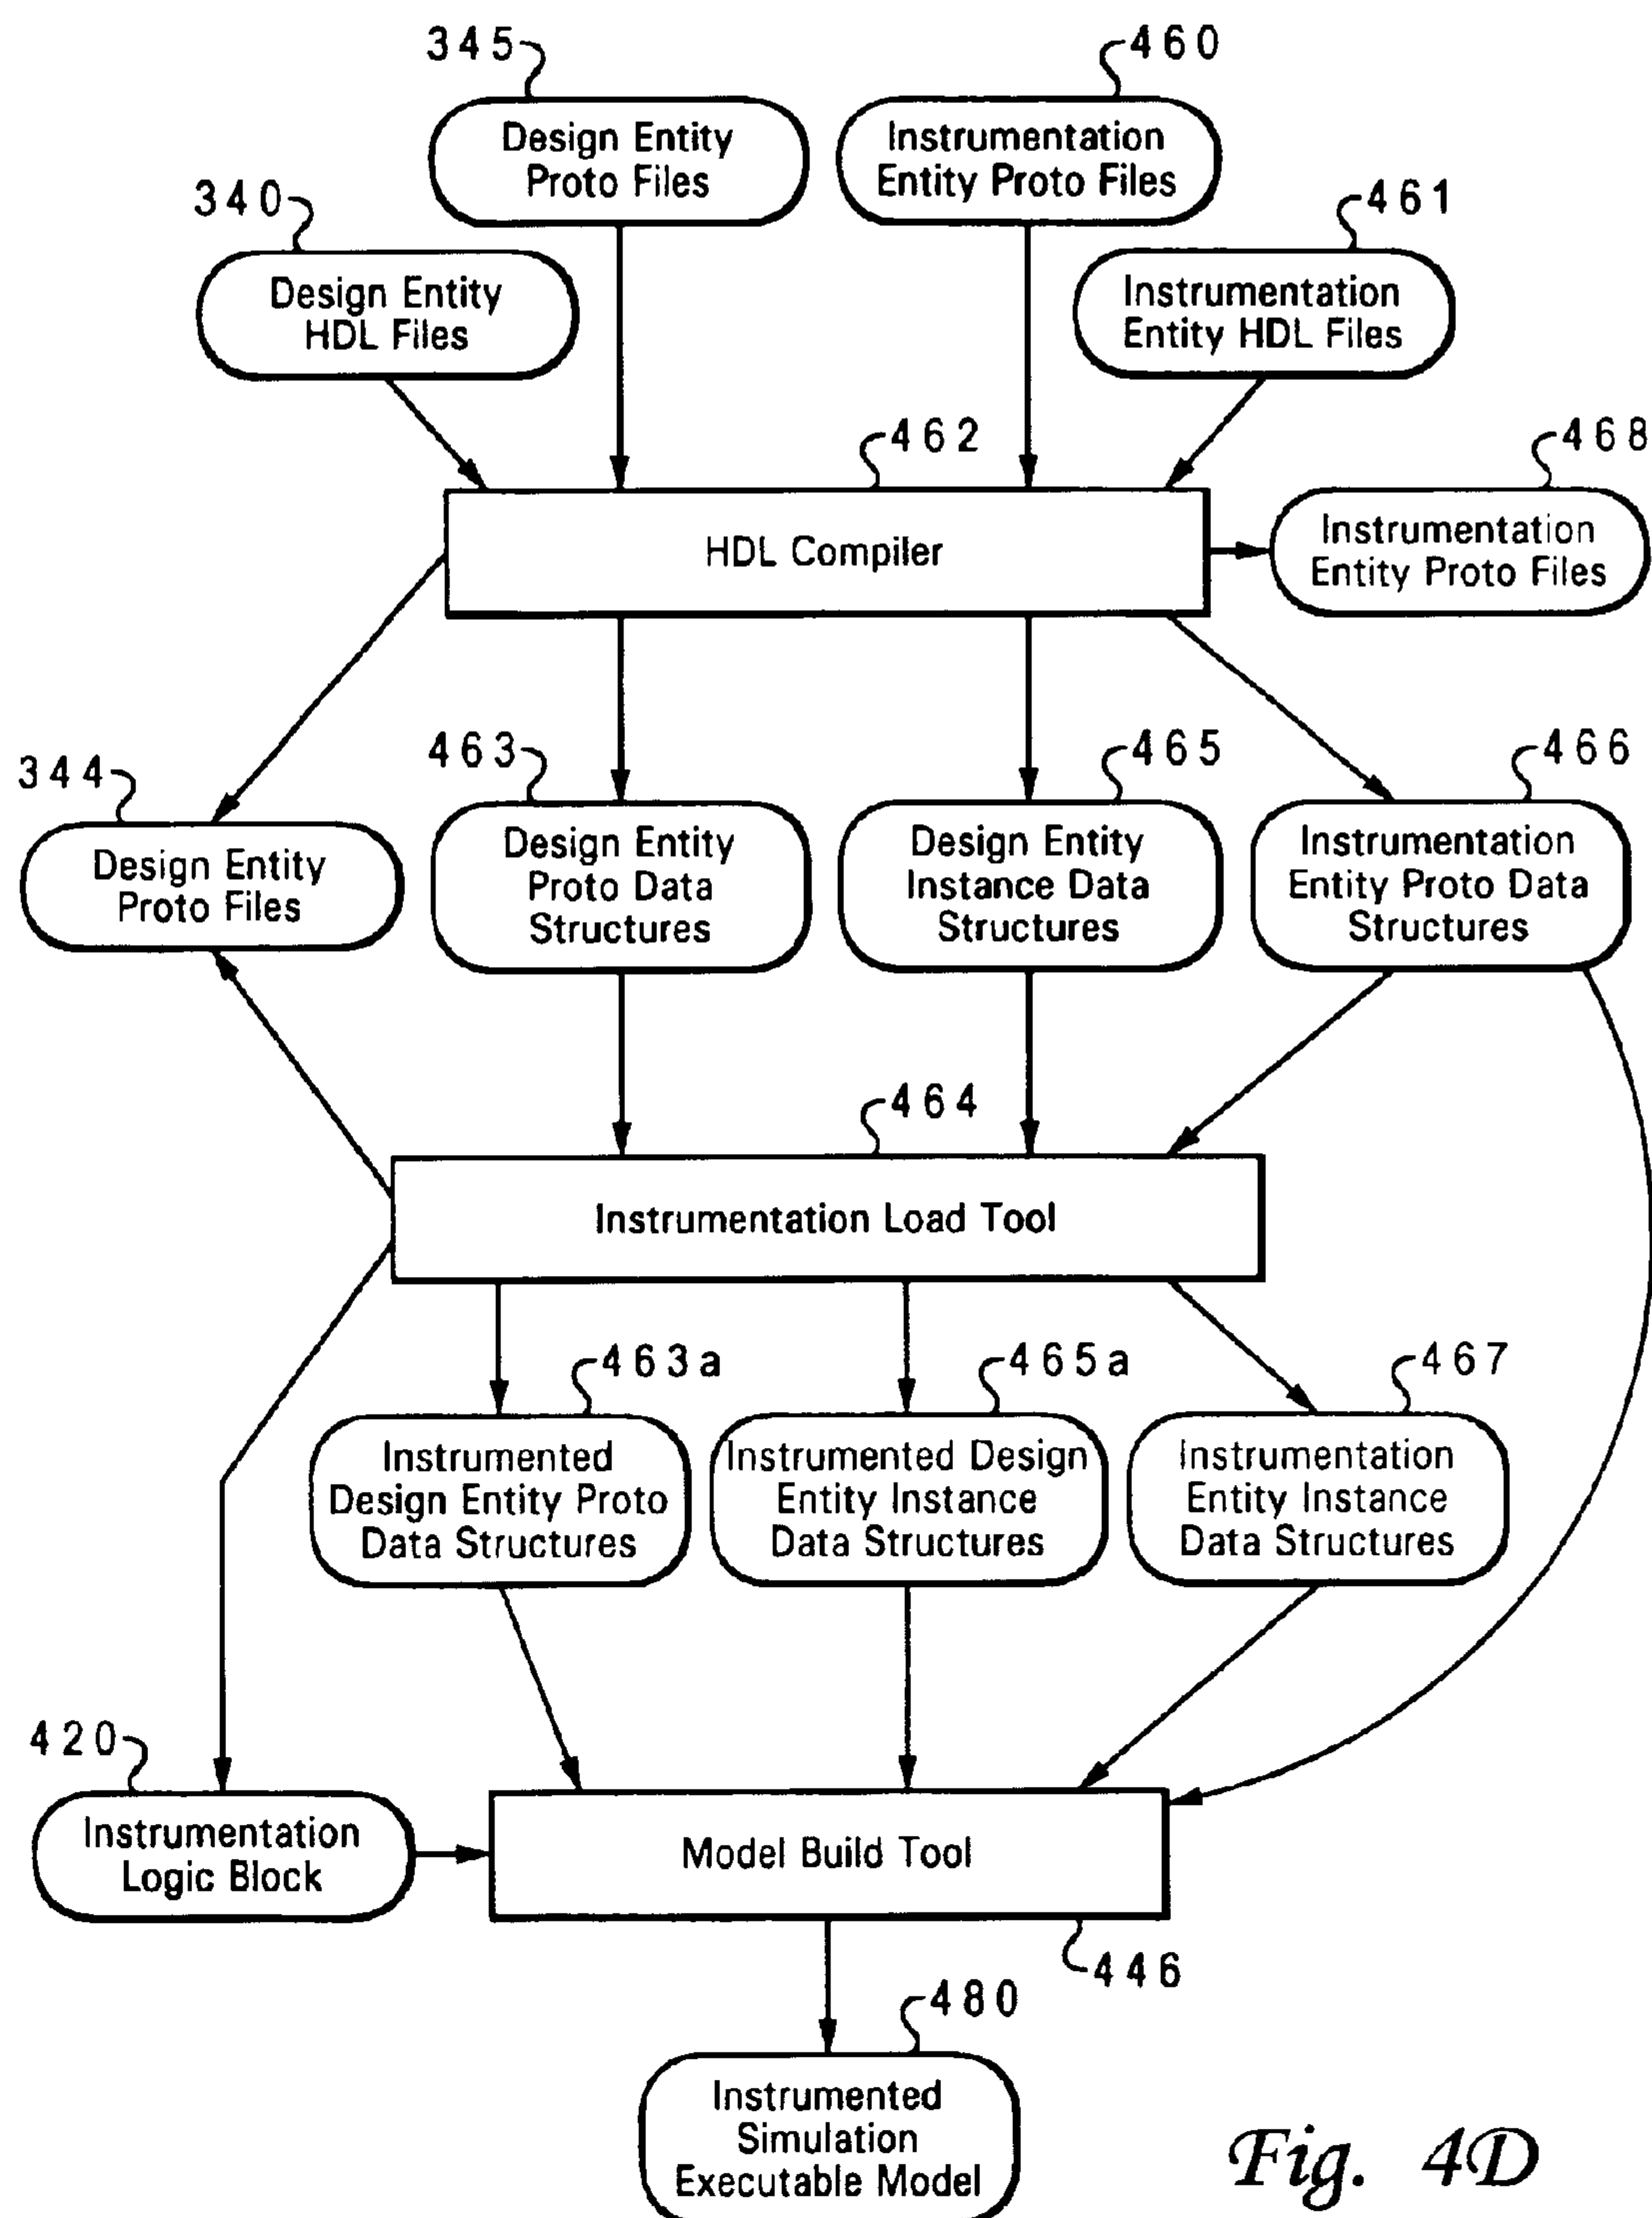 345
460
Design Entity
Proto Files
Instrumentation
Entity Proto Files
340
461
Design Entity
HDL Files
Instrumentation
Entity HDL Files
462
468
HDL Compiler
Instrumentation
Entity Proto Files
344
463
465
466
Design Entity
Proto Files
Design Entity
Proto Data
Structures
Design Entity
Instance Data
Structures
Instrumentation
Entity Proto Data
Structures
464
Instrumentation Load Tool
463a
465a
467
Instrumented
Design Entity Proto
Data Structures
Instrumented Design
Entity Instance
Data Structures
Instrumentation
Entity Instance
Data Structures
420
Instrumentation
Logic Block
Model Build Tool
446
480
Instrumented
Simulation
Executable Model
Fig. 4D